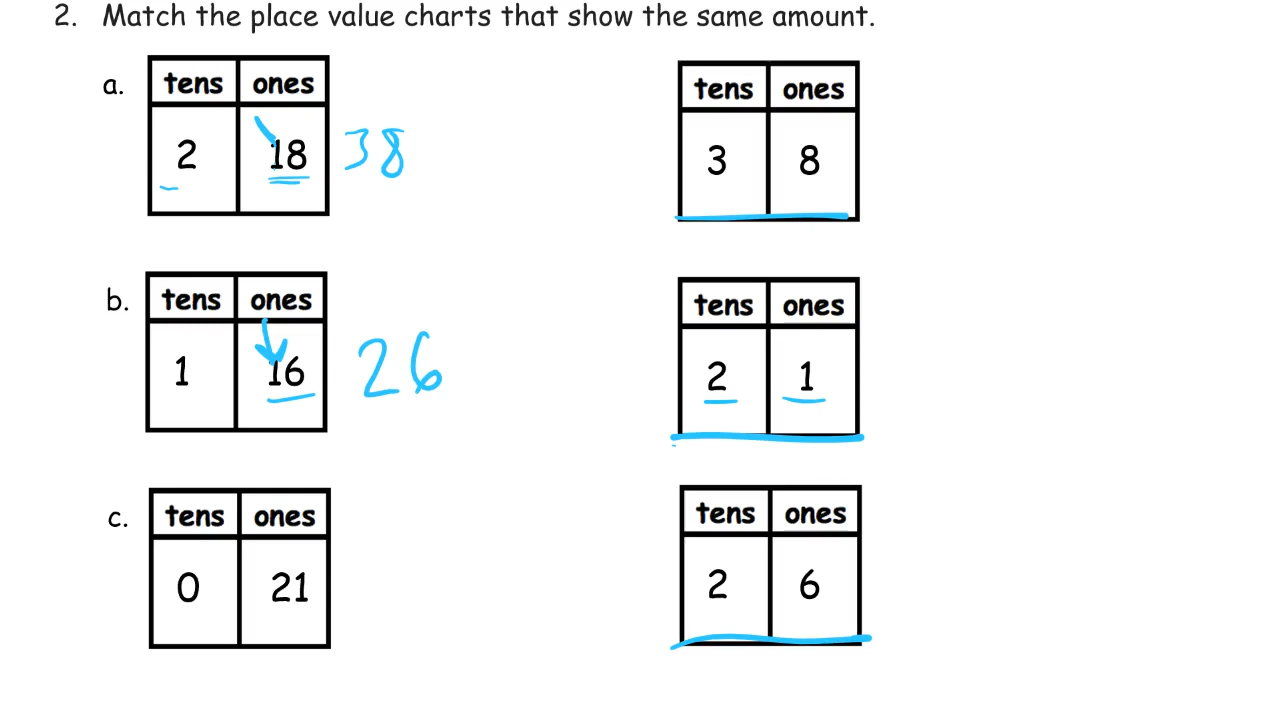 2. Match the place value charts that show the same amount.
a.
tens ones
2 18
38
tens ones
3 8
b.
tens ones
1 16
26
tens ones
2 1
c.
tens ones
0 21
tens ones
2 6